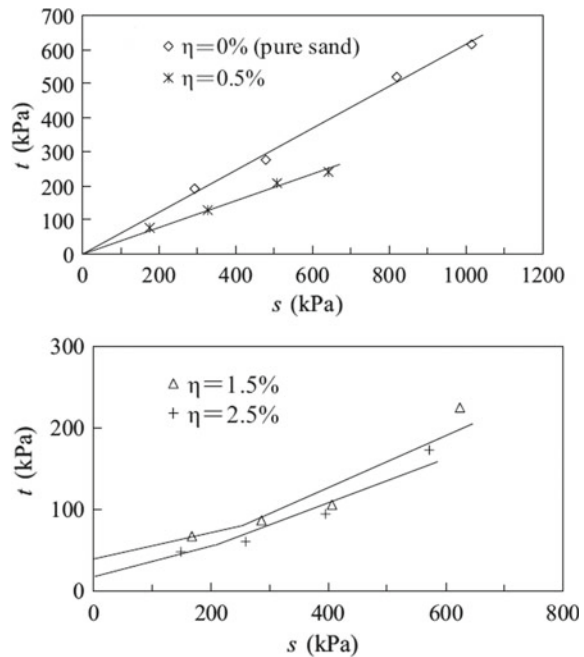 700
600
500
400
300
200
100
0
t (kPa)
◇ η=0% (pure sand)
✳ η=0.5%
0 200 400 600 800 1000 1200
s (kPa)
300
200
100
0
t (kPa)
△ η=1.5%
+ η=2.5%
0 200 400 600 800
s (kPa)